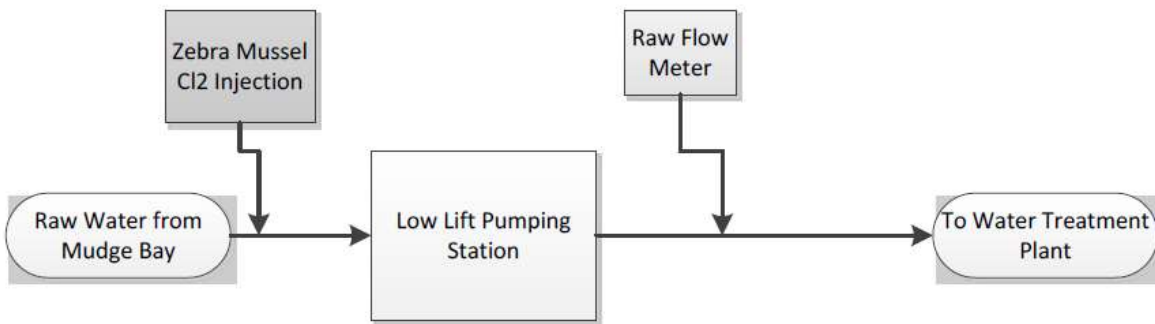 Zebra Mussel
Cl2 Injection
Raw Flow
Meter
Raw Water from
Mudge Bay
Low Lift Pumping
Station
To Water Treatment
Plant